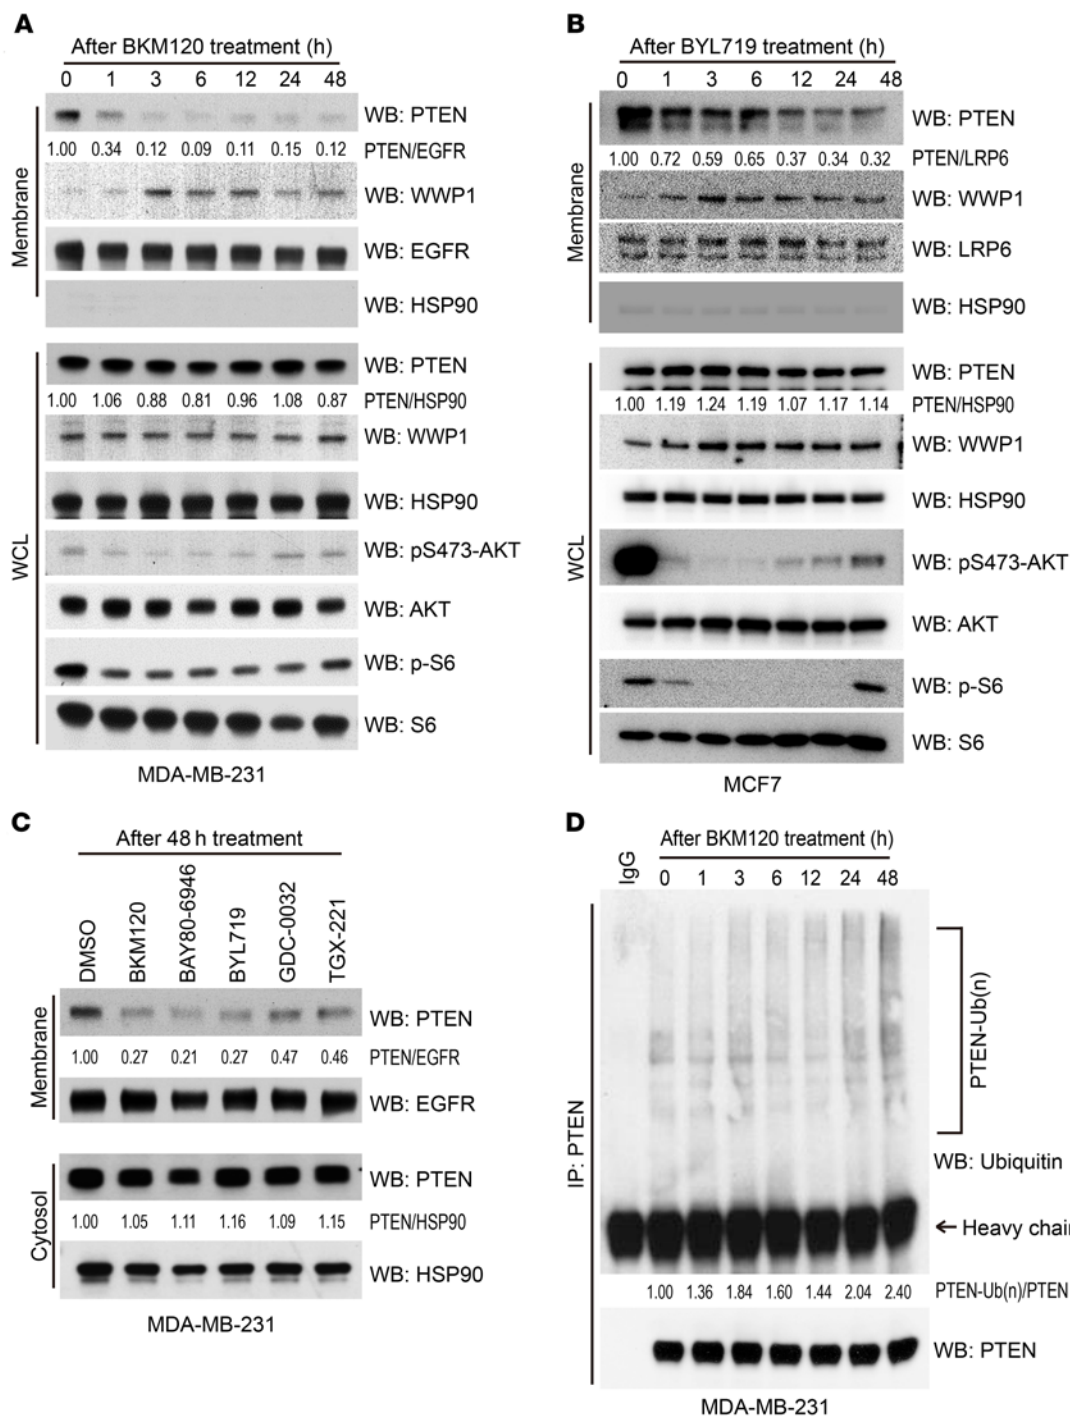 A
After BKM120 treatment (h)
0 1 3 6 12 24 48
Membrane
WB: PTEN
1.00 0.34 0.12 0.09 0.11 0.15 0.12 PTEN/EGFR
WB: WWP1
WB: EGFR
WB: HSP90
WCL
WB: PTEN
1.00 1.06 0.88 0.81 0.96 1.08 0.87 PTEN/HSP90
WB: WWP1
WB: HSP90
WB: pS473-AKT
WB: AKT
WB: p-S6
WB: S6
MDA-MB-231
B
After BYL719 treatment (h)
0 1 3 6 12 24 48
Membrane
WB: PTEN
1.00 0.72 0.59 0.65 0.37 0.34 0.32 PTEN/LRP6
WB: WWP1
WB: LRP6
WB: HSP90
WCL
WB: PTEN
1.00 1.19 1.24 1.19 1.07 1.17 1.14 PTEN/HSP90
WB: WWP1
WB: HSP90
WB: pS473-AKT
WB: AKT
WB: p-S6
WB: S6
MCF7
C
After 48 h treatment
DMSO BKM120 BAY80-6946 BYL719 GDC-0032 TGX-221
Membrane
WB: PTEN
1.00 0.27 0.21 0.27 0.47 0.46 PTEN/EGFR
WB: EGFR
Cytosol
WB: PTEN
1.00 1.05 1.11 1.16 1.09 1.15 PTEN/HSP90
WB: HSP90
MDA-MB-231
D
After BKM120 treatment (h)
IgG 0 1 3 6 12 24 48
IP: PTEN
PTEN-Ub(n)
WB: Ubiquitin
← Heavy chain
1.00 1.36 1.84 1.60 1.44 2.04 2.40 PTEN-Ub(n)/PTEN
WB: PTEN
MDA-MB-231